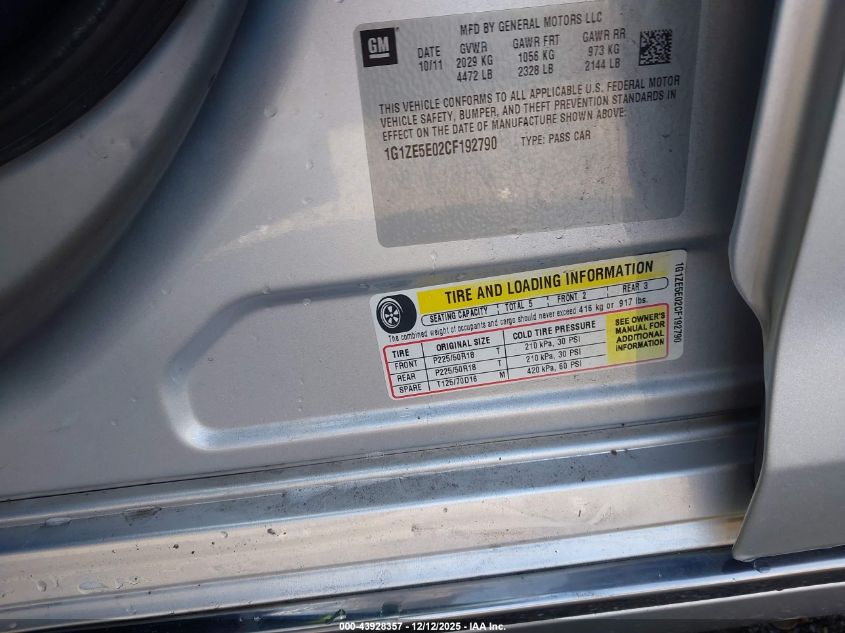 GM
MFD BY GENERAL MOTORS LLC
DATE GVWR GAWR FRT GAWR RR
10/11 2029 KG 1056 KG 973 KG
4472 LB 2328 LB 2144 LB
THIS VEHICLE CONFORMS TO ALL APPLICABLE U.S. FEDERAL MOTOR
VEHICLE SAFETY, BUMPER, AND THEFT PREVENTION STANDARDS IN
EFFECT ON THE DATE OF MANUFACTURE SHOWN ABOVE:
1G1ZE5E02CF192790 TYPE: PASS CAR
TIRE AND LOADING INFORMATION
SEATING CAPACITY : TOTAL 5 : FRONT 2 : REAR 3
The combined weight of occupants and cargo should never exceed 416 kg or 917 lbs.
TIRE ORIGINAL SIZE COLD TIRE PRESSURE
FRONT P225/50R18 T 210 kPa, 30 PSI
REAR P225/50R18 T 210 kPa, 30 PSI
SPARE T125/70D16 M 420 kPa, 60 PSI
SEE OWNER'S
MANUAL FOR
ADDITIONAL
INFORMATION
1G1ZE5E02CF192790
000-43928357 - 12/12/2025 - IAA Inc.